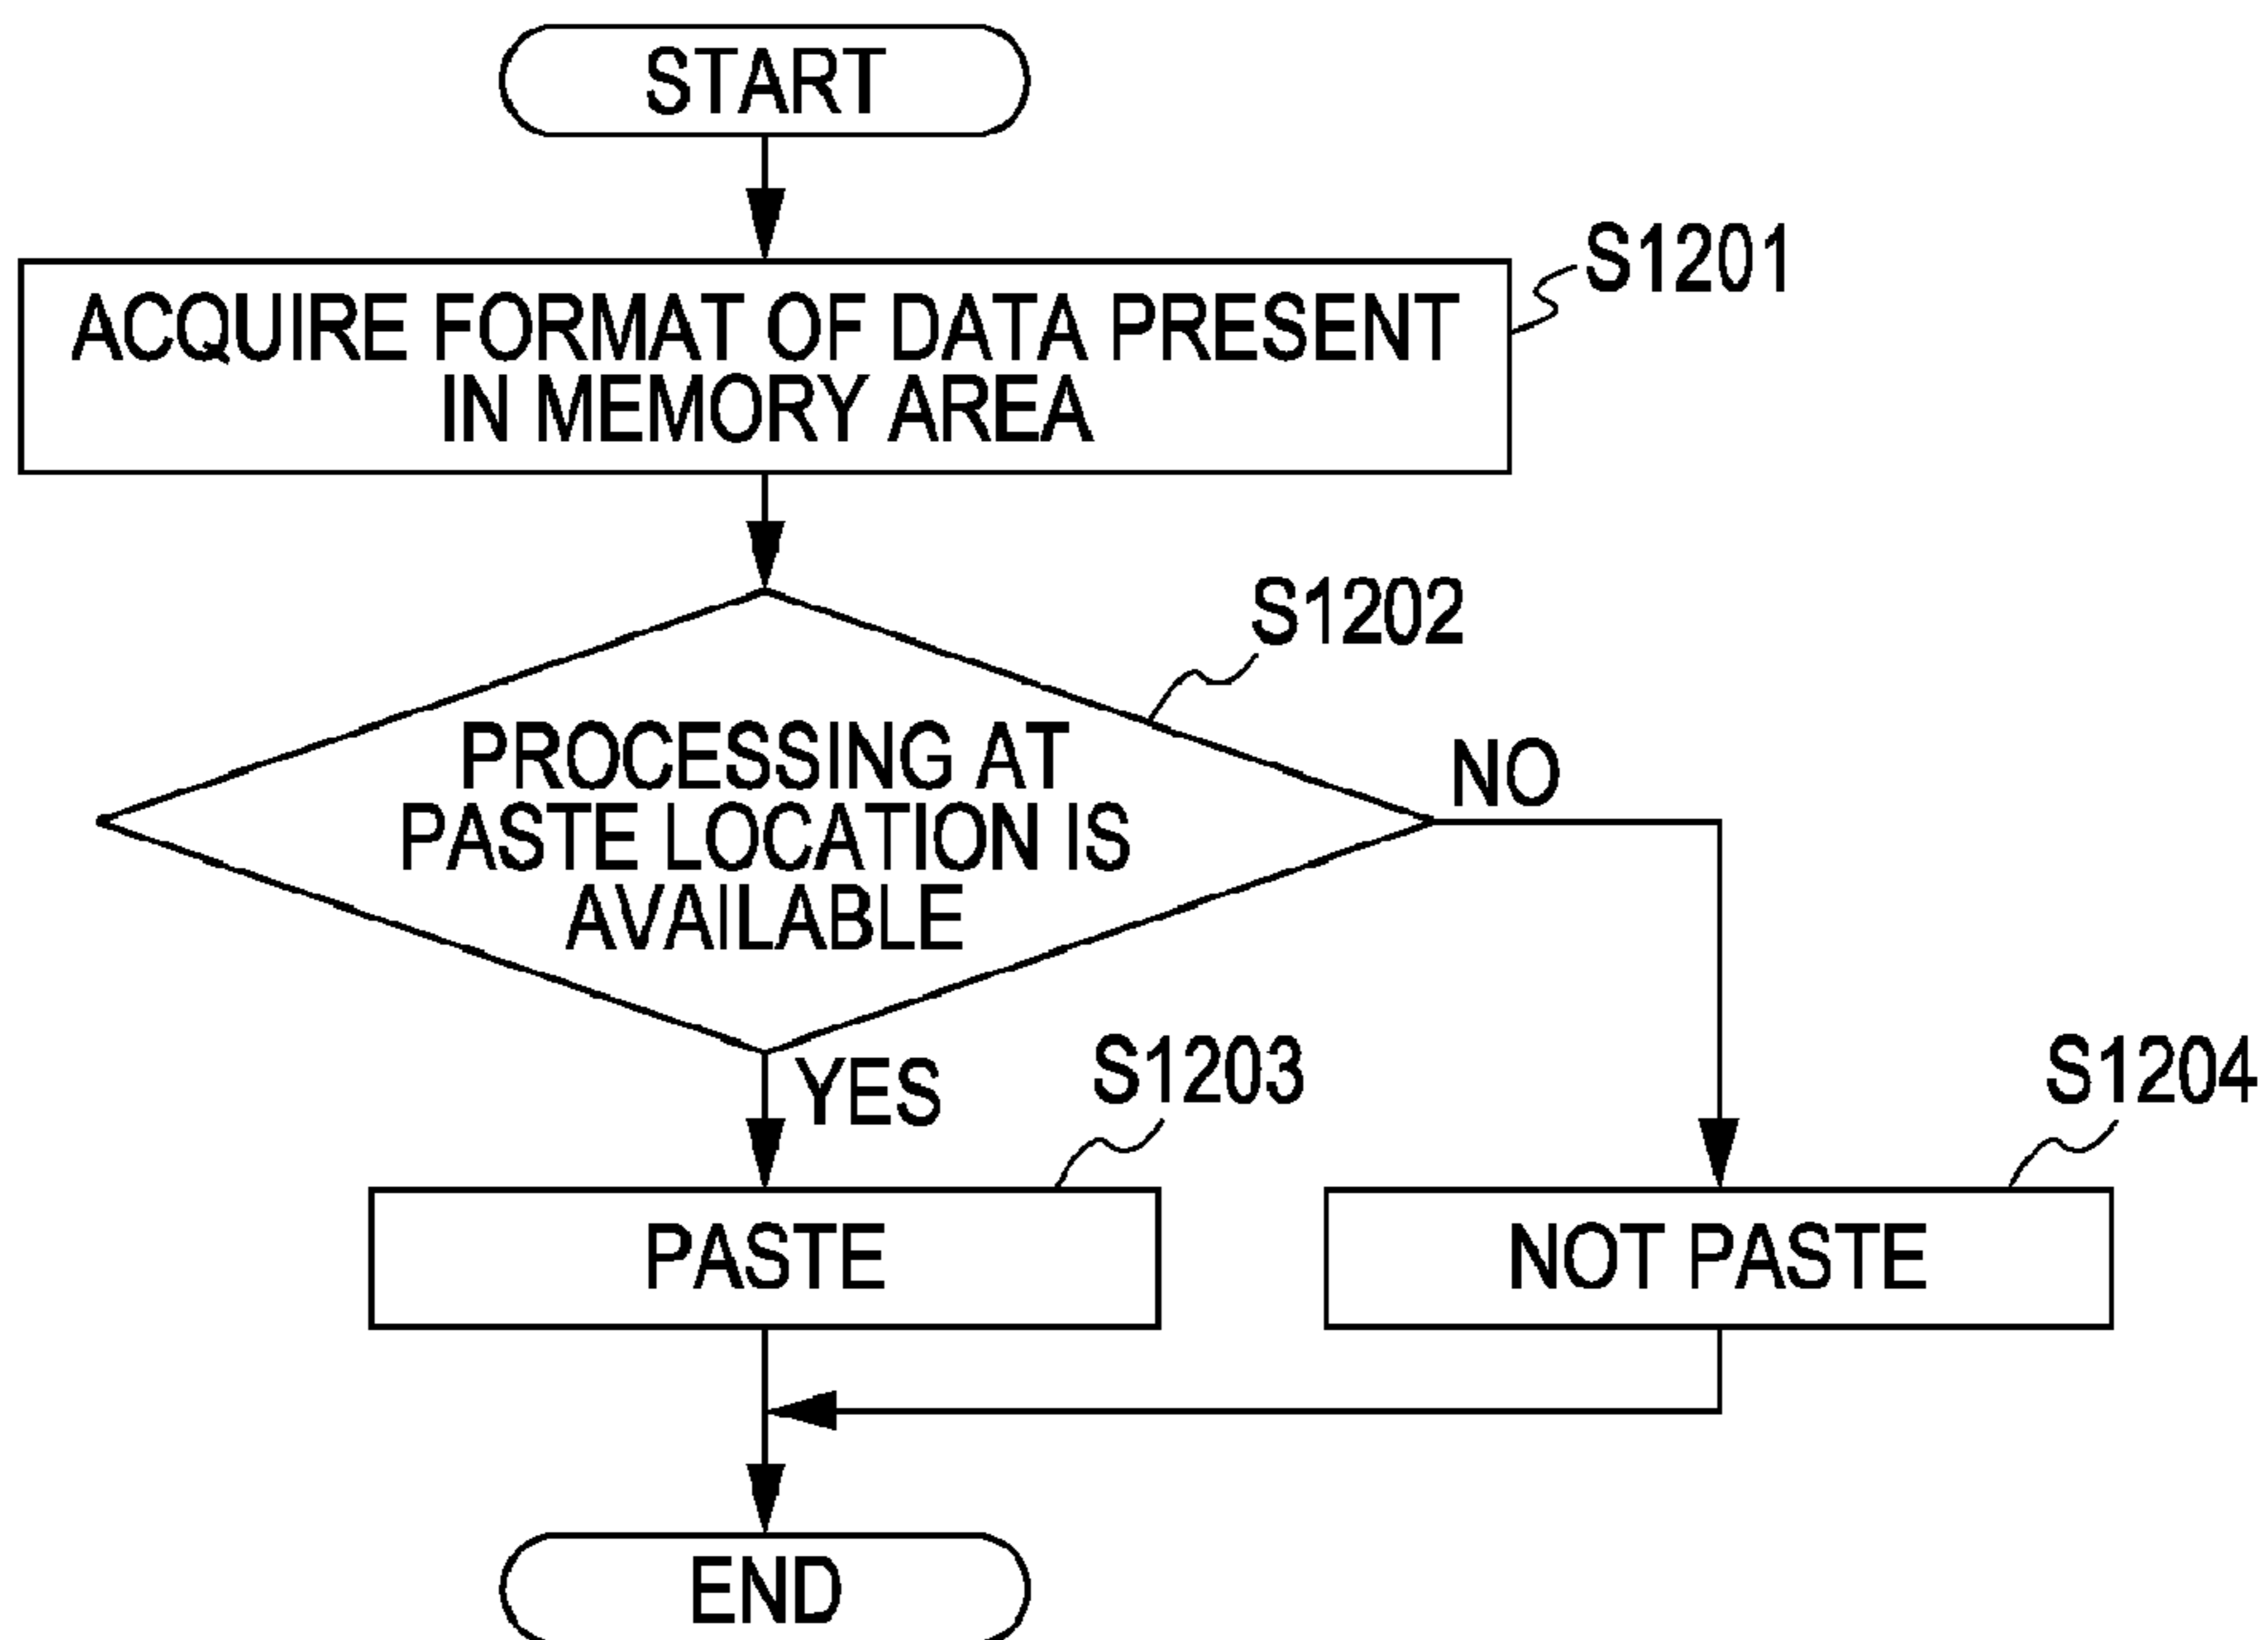 START
S1201
ACQUIRE FORMAT OF DATA PRESENT
IN MEMORY AREA
S1202
PROCESSING AT
PASTE LOCATION IS
AVAILABLE
NO
YES
S1203
S1204
PASTE
NOT PASTE
END